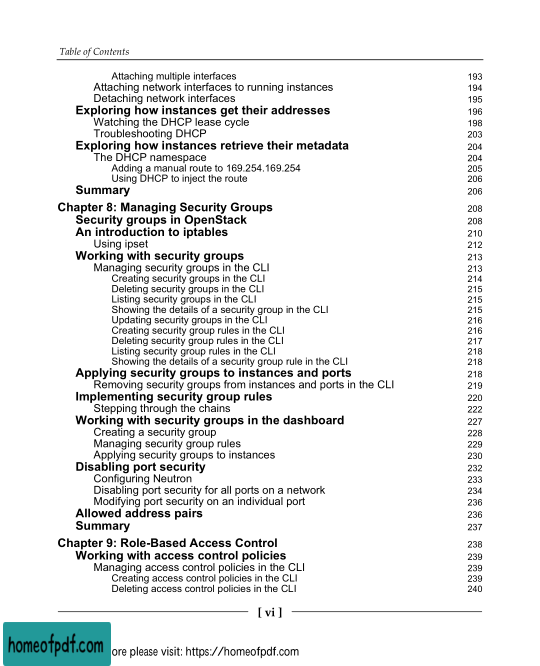 Table of Contents
Attaching multiple interfaces 193
Attaching network interfaces to running instances 194
Detaching network interfaces 195
Exploring how instances get their addresses 196
Watching the DHCP lease cycle 198
Troubleshooting DHCP 203
Exploring how instances retrieve their metadata 204
The DHCP namespace 204
Adding a manual route to 169.254.169.254 205
Using DHCP to inject the route 206
Summary 206
Chapter 8: Managing Security Groups 208
Security groups in OpenStack 208
An introduction to iptables 210
Using ipset 212
Working with security groups 213
Managing security groups in the CLI 213
Creating security groups in the CLI 214
Deleting security groups in the CLI 215
Listing security groups in the CLI 215
Showing the details of a security group in the CLI 215
Updating security groups in the CLI 216
Creating security group rules in the CLI 216
Deleting security group rules in the CLI 217
Listing security group rules in the CLI 218
Showing the details of a security group rule in the CLI 218
Applying security groups to instances and ports 218
Removing security groups from instances and ports in the CLI 219
Implementing security group rules 220
Stepping through the chains 222
Working with security groups in the dashboard 227
Creating a security group 228
Managing security group rules 229
Applying security groups to instances 230
Disabling port security 232
Configuring Neutron 233
Disabling port security for all ports on a network 234
Modifying port security on an individual port 236
Allowed address pairs 236
Summary 237
Chapter 9: Role-Based Access Control 238
Working with access control policies 239
Managing access control policies in the CLI 239
Creating access control policies in the CLI 239
Deleting access control policies in the CLI 240
[ vi ]
homeofpdf.com ore please visit: https://homeofpdf.com